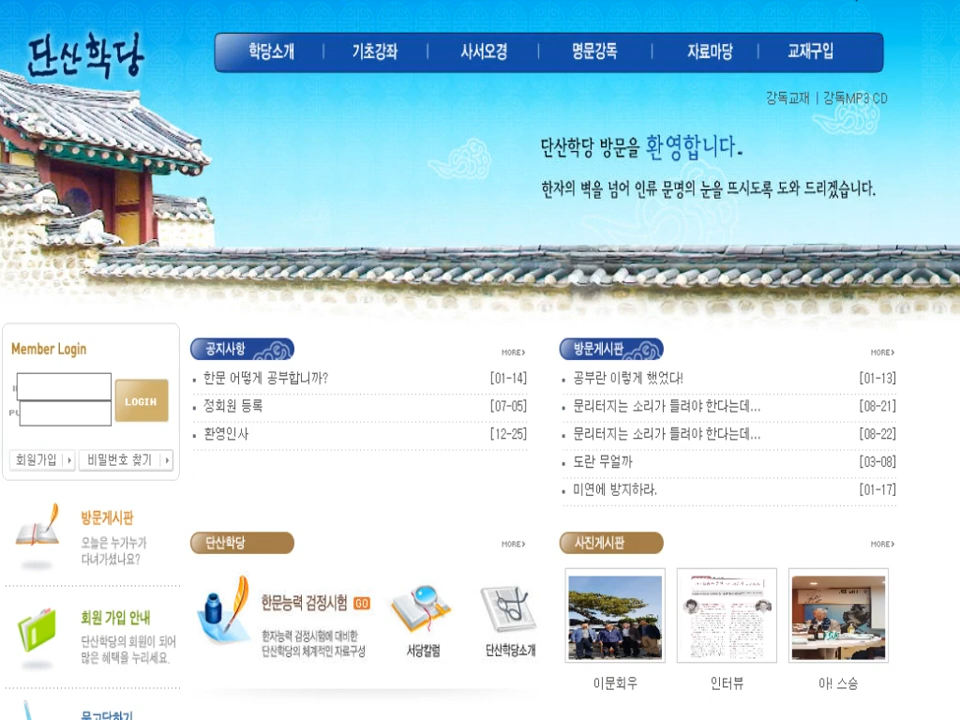 단산학당
학당소개 | 기초강좌 | 사서오경 | 명문강독 | 자료마당 | 교재구입
강독교재 | 강독MP3 CD
단산학당 방문을 환영합니다.
한자의 벽을 넘어 인류 문명의 눈을 뜨시도록 도와 드리겠습니다.
Member Login
LOGIN
회원가입
비밀번호 찾기
공지사항
MORE
한문 어떻게 공부합니까? [01-14]
정회원 등록 [07-05]
환영인사 [12-25]
방문게시판
MORE
공부란 이렇게 했었다! [01-13]
문리터지는 소리가 들려야 한다는데... [08-21]
문리터지는 소리가 들려야 한다는데... [08-22]
도란 무얼까 [03-08]
미연에 방지하라. [01-17]
방문게시판
오늘은 누가누가
다녀가셨나요?
회원 가입 안내
단산학당의 회원이 되어
많은 혜택을 누리세요.
단산학당
MORE
한문능력 검정시험 GO
한자능력 검정시험에 대비한
단산학당의 체계적인 자료구성
서당칼럼
단산학당소개
사진게시판
MORE
이문회우
인터뷰
아! 스승